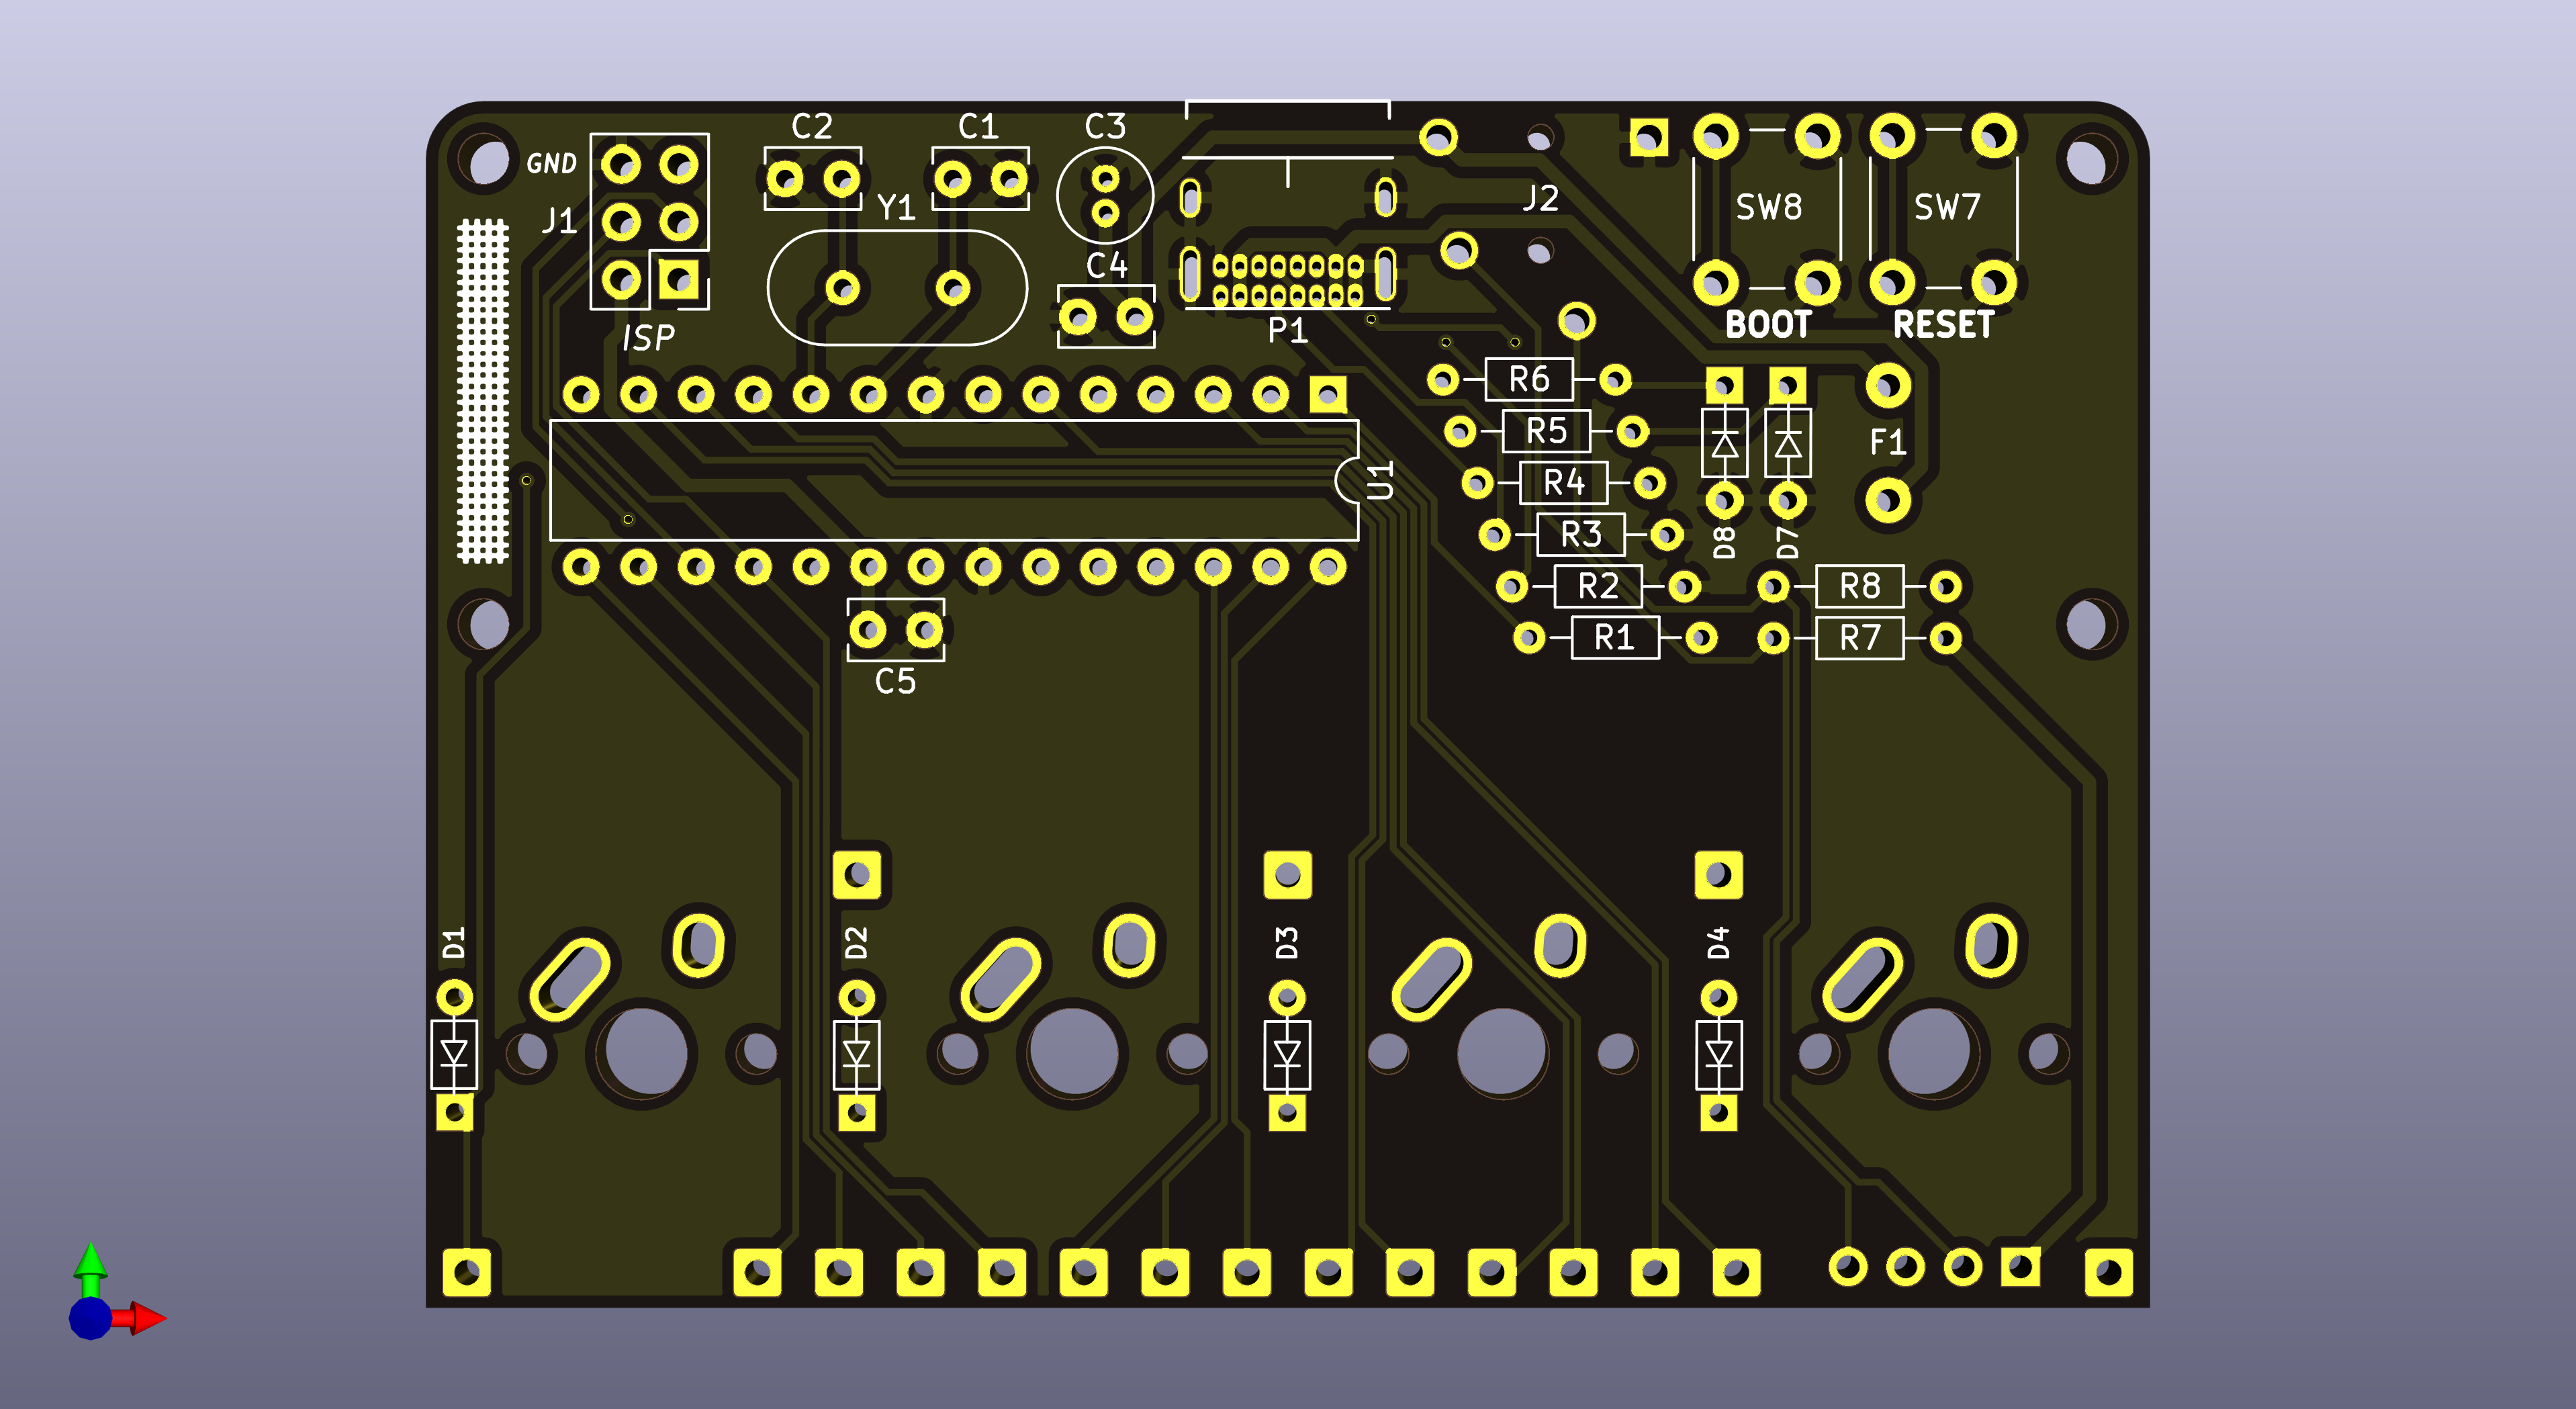 C2
C1
C3
GND
J1
Y1
J2
SW8
SW7
C4
ISP
P1
BOOT
RESET
R6
R5
F1
R4
U1
R3
D8
D7
R2
R8
R1
R7
C5
D1
D2
D3
D4